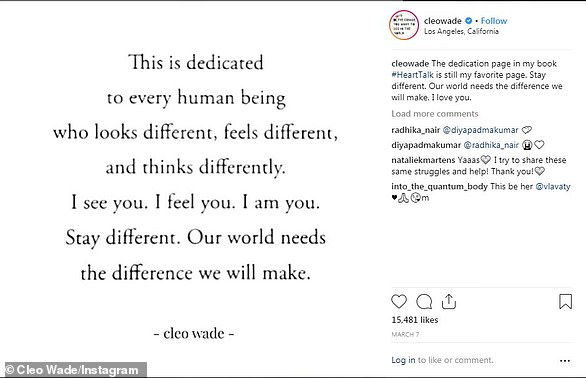 This is dedicated
to every human being
who looks different, feels different,
and thinks differently.
I see you. I feel you. I am you.
Stay different. Our world needs
the difference we will make.
- cleo wade -
© Cleo Wade/Instagram
cleowade • Follow
Los Angeles, California
cleowade The dedication page in my book
#HeartTalk is still my favorite page. Stay
different. Our world needs the difference we
will make. I love you.
Load more comments
radhika_nair @diyapadmakumar
diyapadmakumar @radhika_nair
nataliekmartens Yaaas I try to share these
same struggles and help! Thank you!
into_the_quantum_body This be her @vlavaty
m
15,481 likes
MARCH 7
Log in to like or comment.